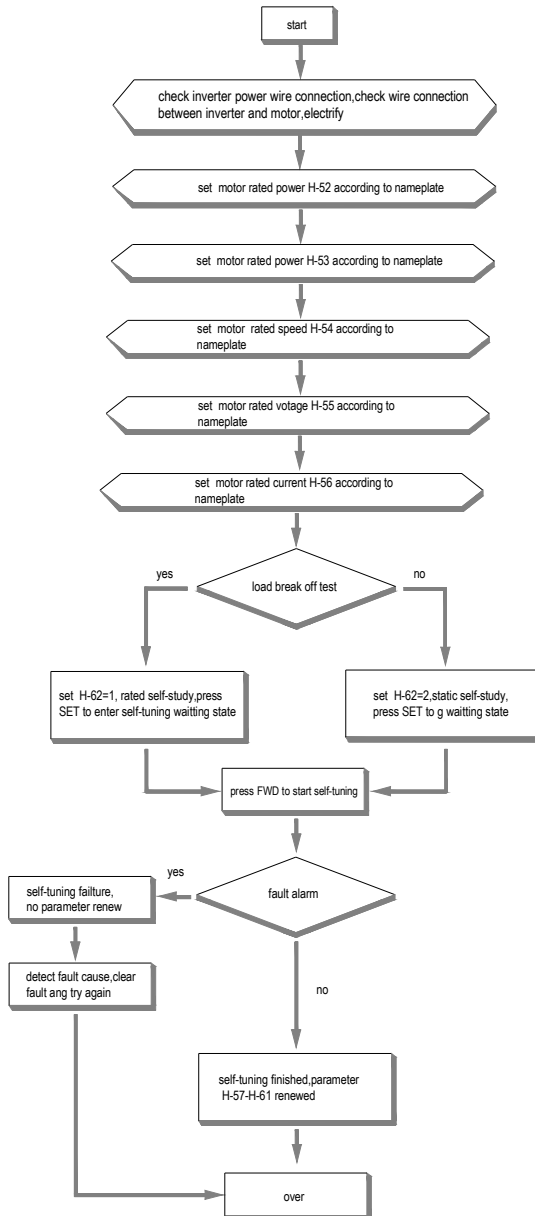 start
check inverter power wire connection,check wire connection
between inverter and motor,electrify
set motor rated power H-52 according to nameplate
set motor rated power H-53 according to nameplate
set motor rated speed H-54 according to
nameplate
set motor rated votage H-55 according to
nameplate
set motor rated current H-56 according to
nameplate
yes
load break off test
no
set H-62=1, rated self-study,press
SET to enter self-tuning waitting state
set H-62=2,static self-study,
press SET to g waitting state
press FWD to start self-tuning
yes
fault alarm
self-tuning failture,
no parameter renew
detect fault cause,clear
fault ang try again
no
self-tuning finished,parameter
H-57-H-61 renewed
over